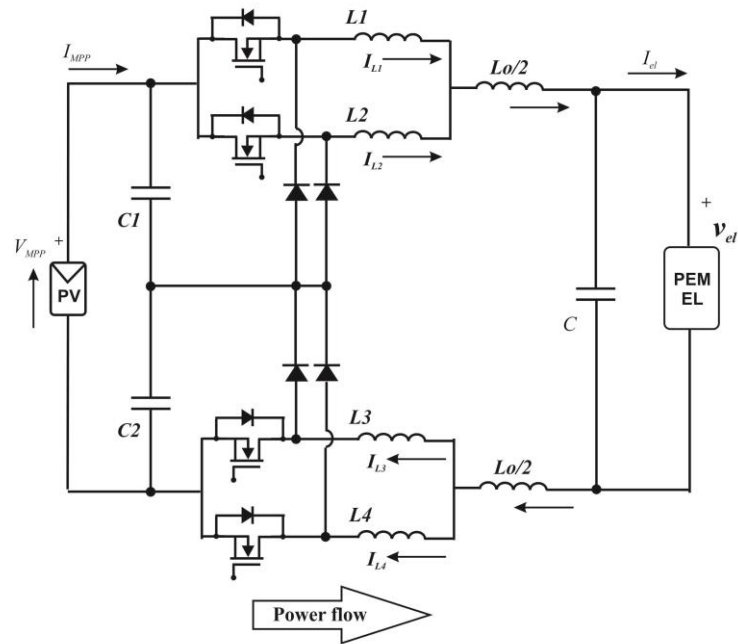 L1
I_MPP
I_L1
Lo/2
I_el
L2
I_L2
C1
+
V_MPP
+
PV
+
v_el
PEM
EL
C
C2
L3
I_L3
Lo/2
L4
I_L4
Power flow